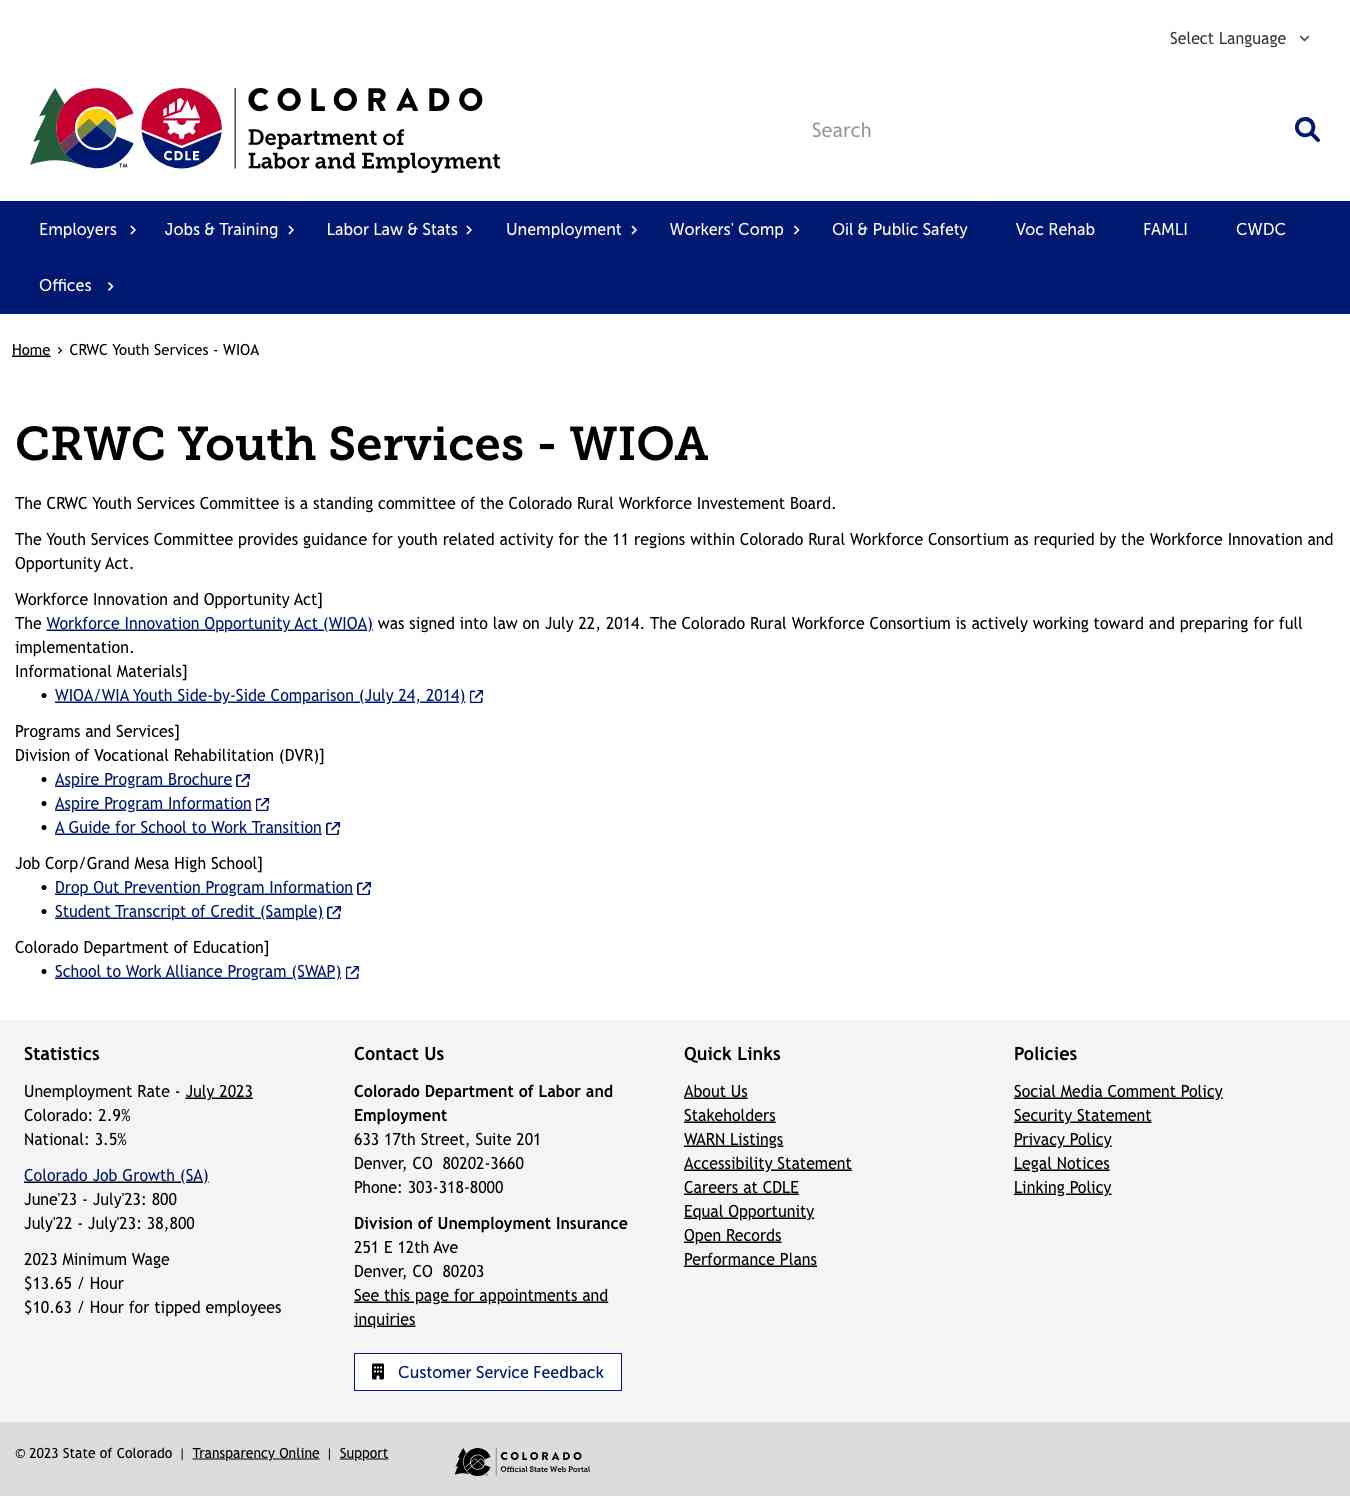 Select Language
CDLE
TM
COLORADO
Department of
Labor and Employment
Search
Employers
Jobs & Training
Labor Law & Stats
Unemployment
Workers' Comp
Oil & Public Safety
Voc Rehab
FAMLI
CWDC
Offices
Home › CRWC Youth Services - WIOA
CRWC Youth Services - WIOA
The CRWC Youth Services Committee is a standing committee of the Colorado Rural Workforce Investement Board.
The Youth Services Committee provides guidance for youth related activity for the 11 regions within Colorado Rural Workforce Consortium as requried by the Workforce Innovation and
Opportunity Act.
Workforce Innovation and Opportunity Act]
The Workforce Innovation Opportunity Act (WIOA) was signed into law on July 22, 2014. The Colorado Rural Workforce Consortium is actively working toward and preparing for full
implementation.
Informational Materials]
• WIOA/WIA Youth Side-by-Side Comparison (July 24, 2014)
Programs and Services]
Division of Vocational Rehabilitation (DVR)]
• Aspire Program Brochure
• Aspire Program Information
• A Guide for School to Work Transition
Job Corp/Grand Mesa High School]
• Drop Out Prevention Program Information
• Student Transcript of Credit (Sample)
Colorado Department of Education]
• School to Work Alliance Program (SWAP)
Statistics
Unemployment Rate - July 2023
Colorado: 2.9%
National: 3.5%
Colorado Job Growth (SA)
June'23 - July'23: 800
July'22 - July'23: 38,800
2023 Minimum Wage
$13.65 / Hour
$10.63 / Hour for tipped employees
Contact Us
Colorado Department of Labor and
Employment
633 17th Street, Suite 201
Denver, CO 80202-3660
Phone: 303-318-8000
Division of Unemployment Insurance
251 E 12th Ave
Denver, CO 80203
See this page for appointments and
inquiries
Customer Service Feedback
Quick Links
About Us
Stakeholders
WARN Listings
Accessibility Statement
Careers at CDLE
Equal Opportunity
Open Records
Performance Plans
Policies
Social Media Comment Policy
Security Statement
Privacy Policy
Legal Notices
Linking Policy
© 2023 State of Colorado | Transparency Online | Support
COLORADO
Official State Web Portal